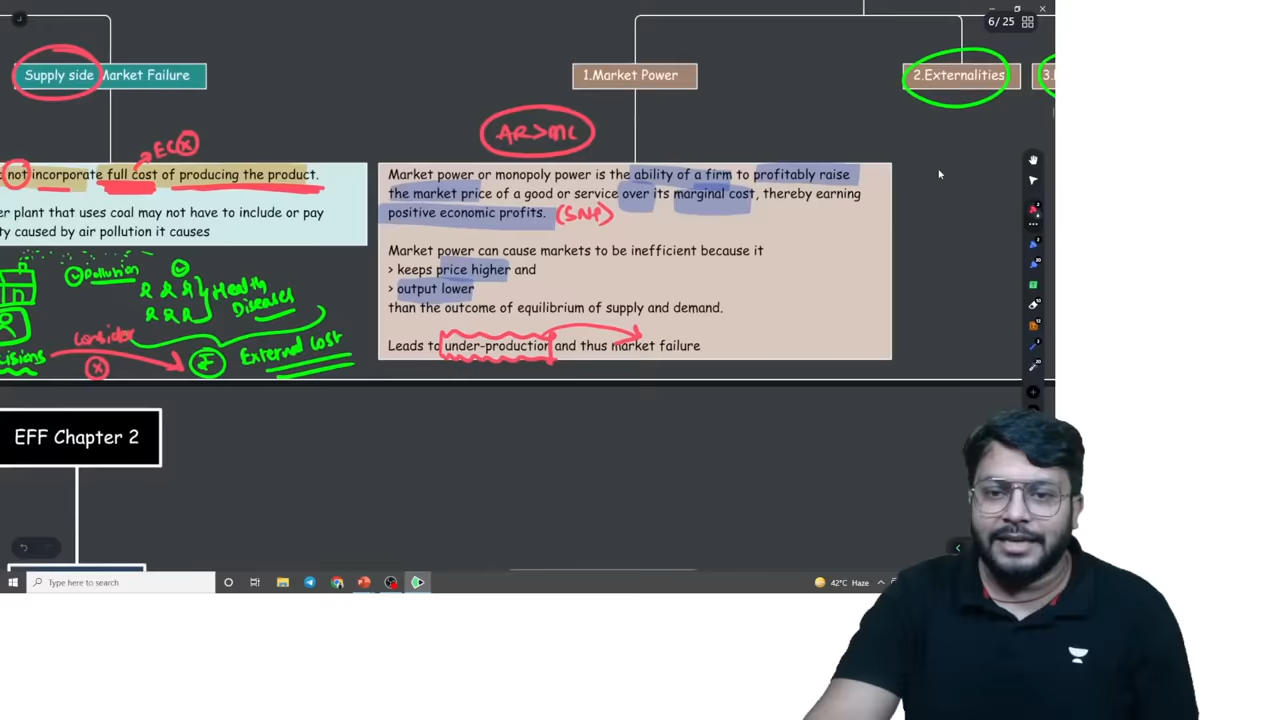 6/25
Supply side Market Failure
1.Market Power
2.Externalities
3.
AR>MC
EC
not incorporate full cost of producing the product.
er plant that uses coal may not have to include or pay
ty caused by air pollution it causes
Pollution
Health
Diseases
Consider
External Cost
cisions
Market power or monopoly power is the ability of a firm to profitably raise
the market price of a good or service over its marginal cost, thereby earning
positive economic profits. (SNP)
Market power can cause markets to be inefficient because it
> keeps price higher and
> output lower
than the outcome of equilibrium of supply and demand.
Leads to under-production and thus market failure
EFF Chapter 2
Type here to search
42°C Haze